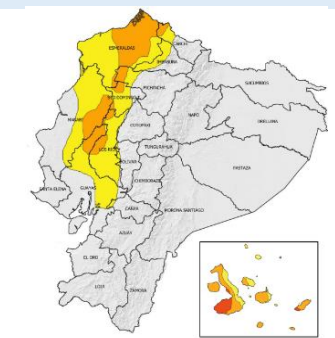 ESMERALDAS
CARCHI
IMBABURA
SUCUMBIOS
PICHINCHA
STO DOMINGO
ORELLANA
NAPO
MANABI
COTOPAXI
LOS RIOS
TUNGURAHUA
PASTAZA
BOLIVAR
SANTA ELENA
GUAYAS
CHIMBORAZO
MORONA SANTIAGO
CAÑAR
AZUAY
EL ORO
LOJA
ZAMORA